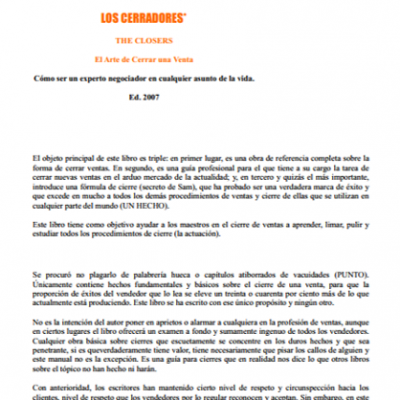 LOS CERRADORES"
THE CLOSERS
El Arte de Cerrar una Venta
Cómo ser un experto negociador en cualquier asunto de la vida.
Ed. 2007
El objeto principal de este libro es triple: en primer lugar, es una obra de referencia completa sobre la
forma de cerrar ventas. En segundo, es una guía profesional para el que tiene a su cargo la tarea de
cerrar nuevas ventas en el arduo mercado de la actualidad; y, en tercero y quizás el más importante,
introduce una fórmula de cierre (secreto de Sam), que ha probado ser una verdadera marca de éxito y
que excede en mucho a todos los demás procedimientos de ventas y cierre de ellas que se utilizan en
cualquier parte del mundo (UN HECHO).
Este libro tiene como objetivo ayudar a los maestros en el cierre de ventas a aprender, limar, pulir y
estudiar todos los procedimientos de cierre (la actuación).
Se procuró no plagarlo de palabrería hueca o capítulos atiborrados de vacuidades (PUNTO).
Únicamente contiene hechos fundamentales y básicos sobre el cierre de una venta, para que la
proporción de éxitos del vendedor que lo lea se eleve un treinta o cuarenta por ciento más de lo que
actualmente está produciendo. Este libro se ha escrito con ese único propósito y ningún otro.
No es la intención del autor poner en aprietos o alarmar a cualquiera en la profesión de ventas, aunque
en ciertos lugares el libro ofrecerá un examen a fondo y sumamente ingenuo de todos los vendedores.
Cualquier obra básica sobre cierres que escuetamente se concentre en los duros hechos y que sea
penetrante, si es queverdaderamente tiene valor, tiene necesariamente que pisar los callos de alguien y
este manual no es la excepción. Es una guía para cierres que en realidad nos dice lo que otros libros
sobre el tópico no han hecho ni harán.
Con anterioridad, los escritores han mantenido cierto nivel de respeto y circunspección hacia los
clientes, nivel de respeto que los vendedores por lo regular reconocen y aceptan. Sin embargo, en este